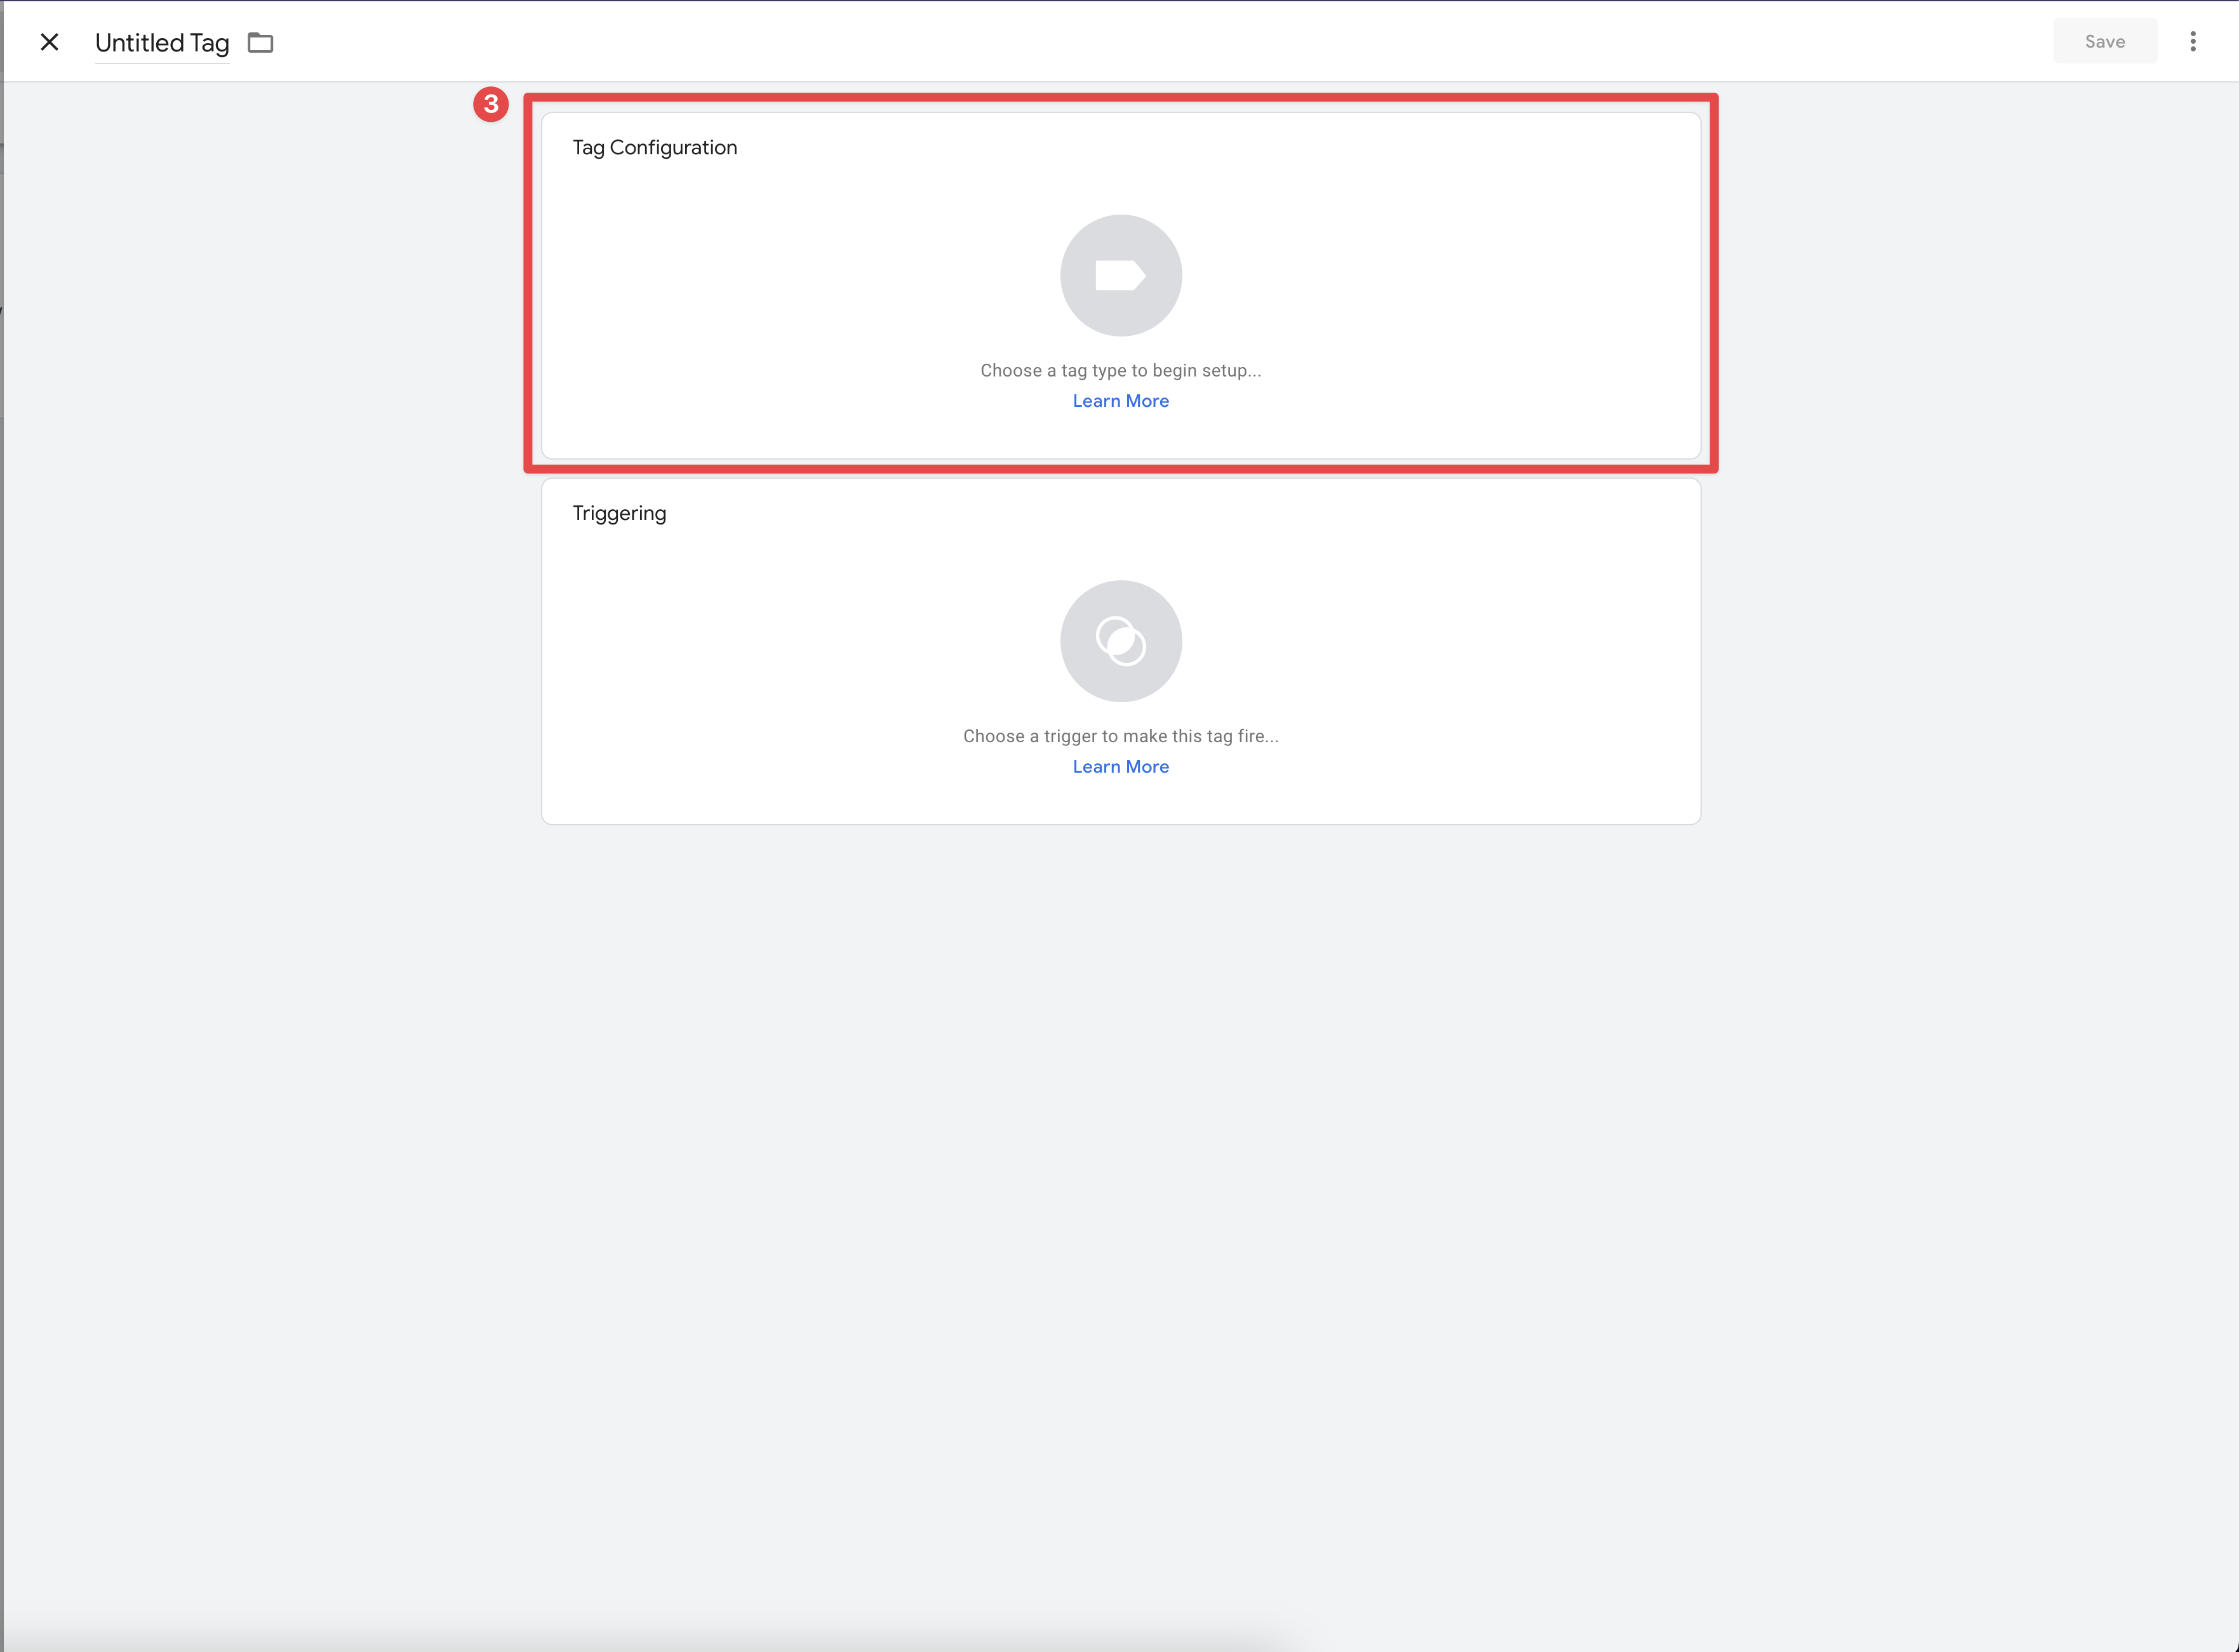 Untitled Tag
Save
3
Tag Configuration
Choose a tag type to begin setup...
Learn More
Triggering
Choose a trigger to make this tag fire...
Learn More